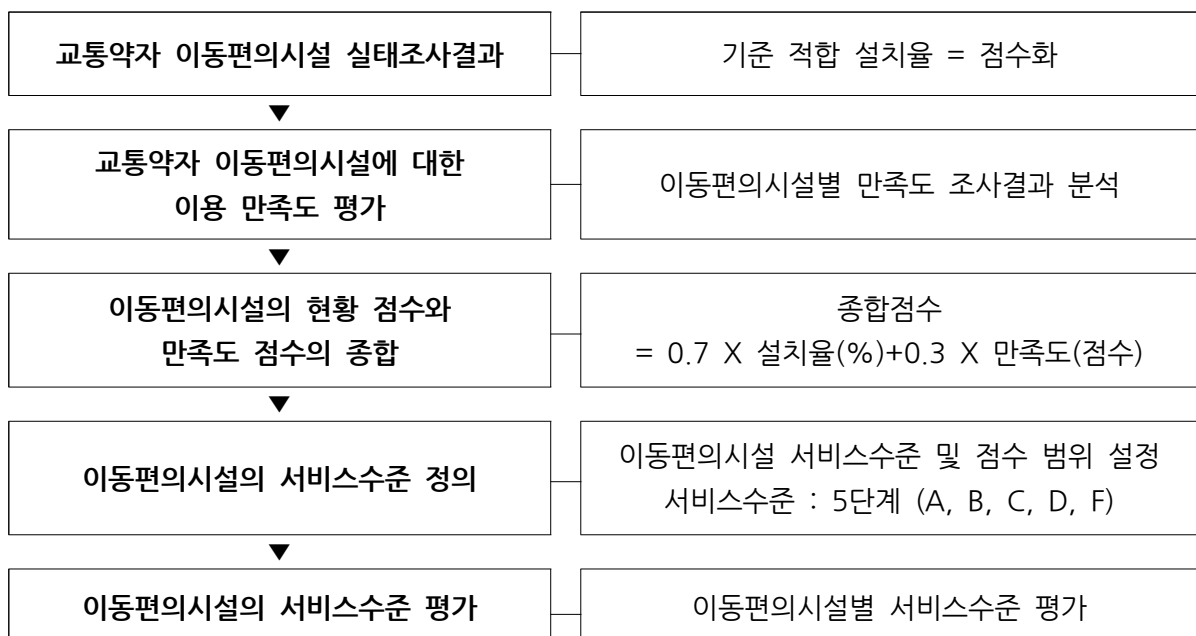 교통약자 이동편의시설 실태조사결과
기준 적합 설치율 = 점수화
▼
교통약자 이동편의시설에 대한
이용 만족도 평가
이동편의시설별 만족도 조사결과 분석
▼
이동편의시설의 현황 점수와
만족도 점수의 종합
종합점수
= 0.7 X 설치율(%)+0.3 X 만족도(점수)
▼
이동편의시설의 서비스수준 정의
이동편의시설 서비스수준 및 점수 범위 설정
서비스수준 : 5단계 (A, B, C, D, F)
▼
이동편의시설의 서비스수준 평가
이동편의시설별 서비스수준 평가